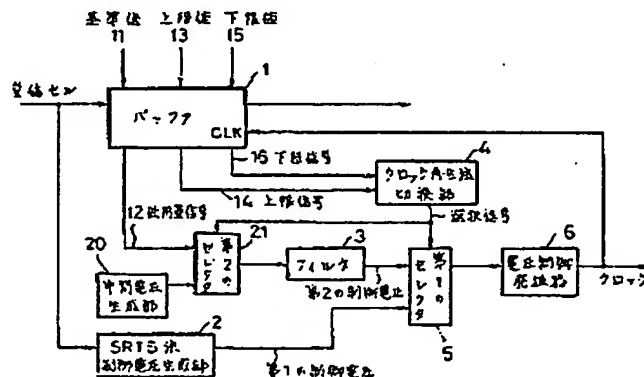 基準値 上限値 下限値
11 13 15
1
受信セル
バッファ
CLK
16 下限信号
4
クロック再生法
切換部
14 上限信号
12 使用量信号
選択信号
21
3
6
20
第2の
セレクタ
フィルタ
第1の
セレクタ
電圧制御
発振器
中間電圧
生成部
第2の制御電圧
クロック
2
SRTS法
制御電圧生成部
第1の制御電圧
5